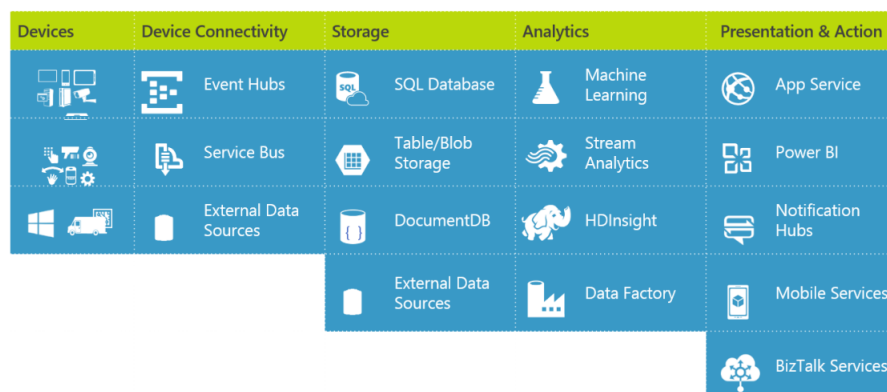 Devices
Device Connectivity
Storage
Analytics
Presentation & Action
Event Hubs
SQL
SQL Database
Machine
Learning
App Service
Service Bus
Table/Blob
Storage
Stream
Analytics
Power BI
External Data
Sources
{ }
DocumentDB
HDInsight
Notification
Hubs
External Data
Sources
Data Factory
Mobile Services
BizTalk Services